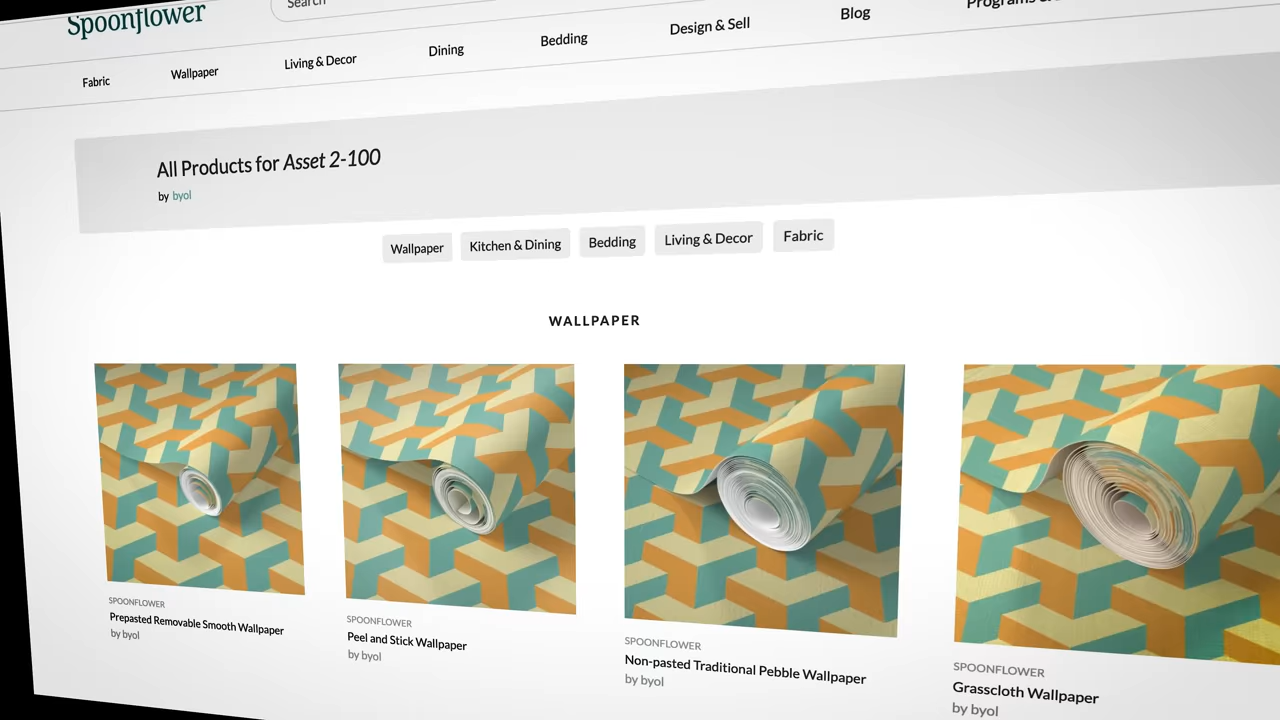 Spoonflower
Search
Fabric
Wallpaper
Living & Decor
Dining
Bedding
Design & Sell
Blog
Programs &
All Products for Asset 2-100
by byol
Wallpaper
Kitchen & Dining
Bedding
Living & Decor
Fabric
WALLPAPER
SPOONFLOWER
Prepasted Removable Smooth Wallpaper
by byol
SPOONFLOWER
Peel and Stick Wallpaper
by byol
SPOONFLOWER
Non-pasted Traditional Pebble Wallpaper
by byol
SPOONFLOWER
Grasscloth Wallpaper
by byol